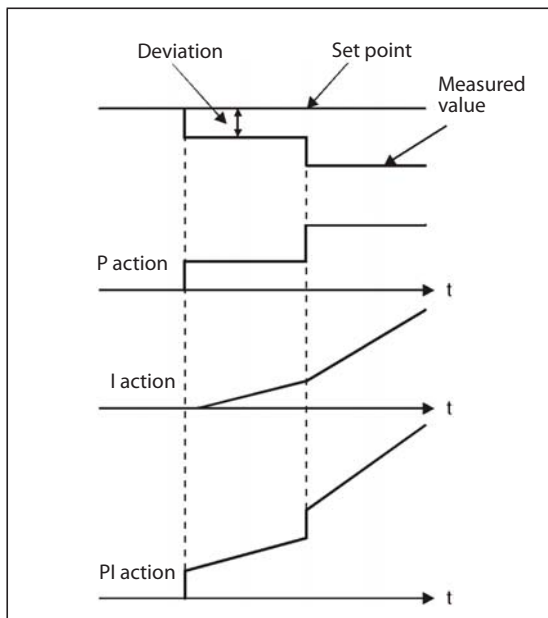 Deviation
Set point
Measured
value
P action
t
I action
t
PI action
t